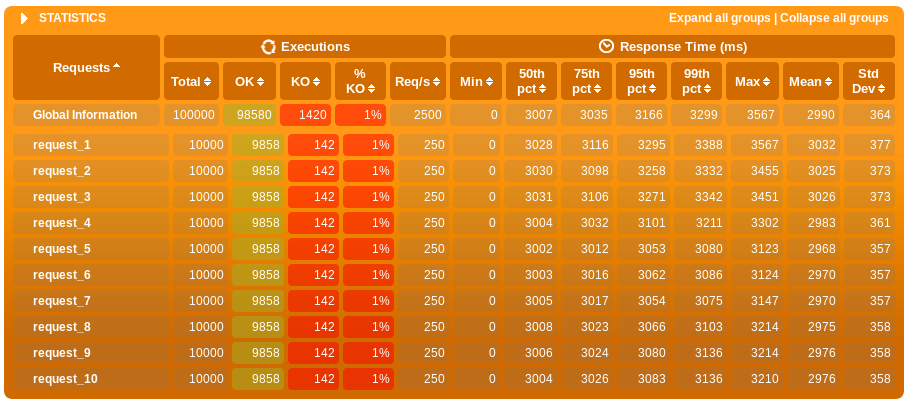 STATISTICS Expand all groups | Collapse all groups
Requests Executions Response Time (ms)
Total OK KO % KO Req/s Min 50th pct 75th pct 95th pct 99th pct Max Mean Std Dev
Global Information 100000 98580 1420 1% 2500 0 3007 3035 3166 3299 3567 2990 364
request_1 10000 9858 142 1% 250 0 3028 3116 3295 3388 3567 3032 377
request_2 10000 9858 142 1% 250 0 3030 3098 3258 3332 3455 3025 373
request_3 10000 9858 142 1% 250 0 3031 3106 3271 3342 3451 3026 373
request_4 10000 9858 142 1% 250 0 3004 3032 3101 3211 3302 2983 361
request_5 10000 9858 142 1% 250 0 3002 3012 3053 3080 3123 2968 357
request_6 10000 9858 142 1% 250 0 3003 3016 3062 3086 3124 2970 357
request_7 10000 9858 142 1% 250 0 3005 3017 3054 3075 3147 2970 357
request_8 10000 9858 142 1% 250 0 3008 3023 3066 3103 3214 2975 358
request_9 10000 9858 142 1% 250 0 3006 3024 3080 3136 3214 2976 358
request_10 10000 9858 142 1% 250 0 3004 3026 3083 3136 3210 2976 358